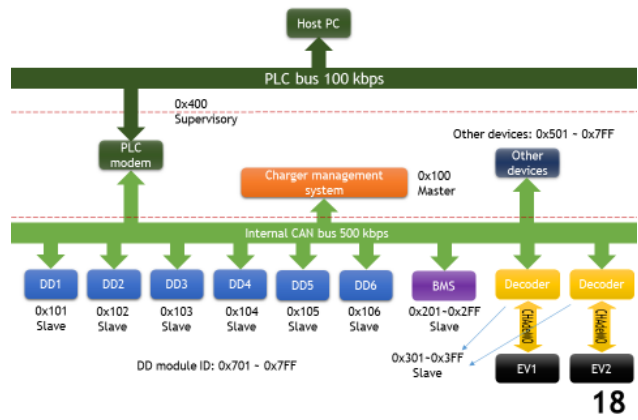 Host PC
PLC bus 100 kbps
0x400
Supervisory
Other devices: 0x501 ~ 0x7FF
PLC
modem
Charger management
system
0x100
Master
Other
devices
Internal CAN bus 500 kbps
DD1
DD2
DD3
DD4
DD5
DD6
BMS
Decoder
Decoder
0x101
Slave
0x102
Slave
0x103
Slave
0x104
Slave
0x105
Slave
0x106
Slave
0x201~0x2FF
Slave
CHAdeMO
CHAdeMO
DD module ID: 0x701 ~ 0x7FF
0x301~0x3FF
Slave
EV1
EV2
18